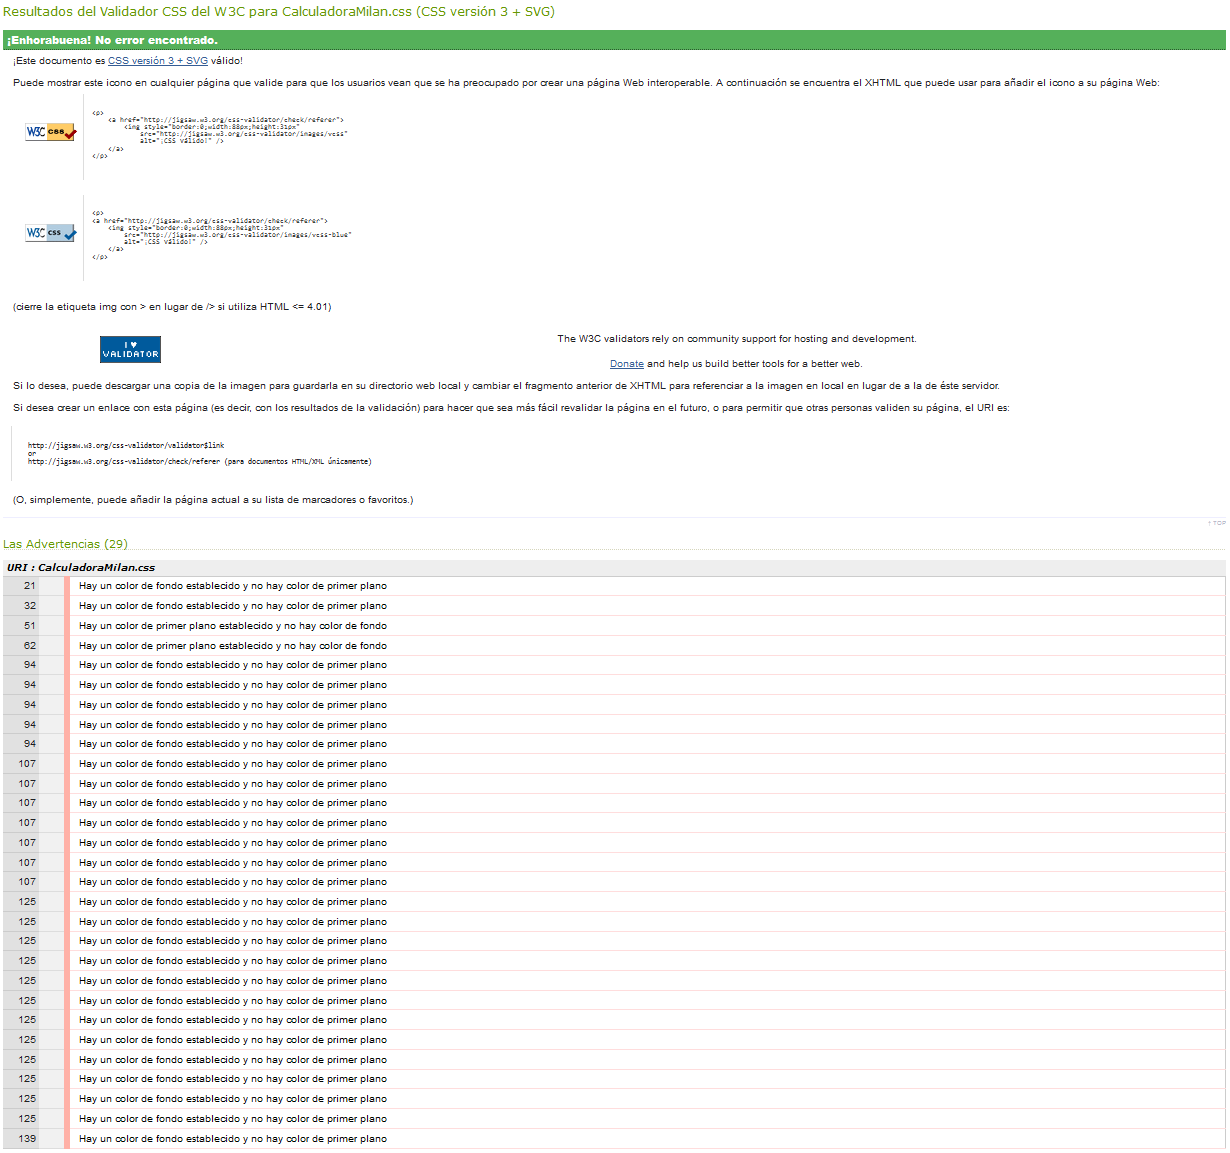 Resultados del Validador CSS del W3C para CalculadoraMilan.css (CSS versión 3 + SVG)
¡Enhorabuena! No error encontrado.
¡Este documento es CSS versión 3 + SVG válido!
Puede mostrar este icono en cualquier página que valide para que los usuarios vean que se ha preocupado por crear una página Web interoperable. A continuación se encuentra el XHTML que puede usar para añadir el icono a su página Web:
W3C css
<p>
<a href="http://jigsaw.w3.org/css-validator/check/referer">
<img style="border:0;width:88px;height:31px"
src="http://jigsaw.w3.org/css-validator/images/vcss"
alt="¡CSS Válido!" />
</a>
</p>
W3C css
<p>
<a href="http://jigsaw.w3.org/css-validator/check/referer">
<img style="border:0;width:88px;height:31px"
src="http://jigsaw.w3.org/css-validator/images/vcss-blue"
alt="¡CSS Válido!" />
</a>
</p>
(cierre la etiqueta img con > en lugar de /> si utiliza HTML <= 4.01)
I ♥
VALIDATOR
The W3C validators rely on community support for hosting and development.
Donate and help us build better tools for a better web.
Si lo desea, puede descargar una copia de la imagen para guardarla en su directorio web local y cambiar el fragmento anterior de XHTML para referenciar a la imagen en local en lugar de a la de éste servidor.
Si desea crear un enlace con esta página (es decir, con los resultados de la validación) para hacer que sea más fácil revalidar la página en el futuro, o para permitir que otras personas validen su página, el URI es:
http://jigsaw.w3.org/css-validator/validator$link
or
http://jigsaw.w3.org/css-validator/check/referer (para documentos HTML/XML únicamente)
(O, simplemente, puede añadir la página actual a su lista de marcadores o favoritos.)
↑ TOP
Las Advertencias (29)
URI : CalculadoraMilan.css
21 Hay un color de fondo establecido y no hay color de primer plano
32 Hay un color de fondo establecido y no hay color de primer plano
51 Hay un color de primer plano establecido y no hay color de fondo
62 Hay un color de primer plano establecido y no hay color de fondo
94 Hay un color de fondo establecido y no hay color de primer plano
94 Hay un color de fondo establecido y no hay color de primer plano
94 Hay un color de fondo establecido y no hay color de primer plano
94 Hay un color de fondo establecido y no hay color de primer plano
94 Hay un color de fondo establecido y no hay color de primer plano
107 Hay un color de fondo establecido y no hay color de primer plano
107 Hay un color de fondo establecido y no hay color de primer plano
107 Hay un color de fondo establecido y no hay color de primer plano
107 Hay un color de fondo establecido y no hay color de primer plano
107 Hay un color de fondo establecido y no hay color de primer plano
107 Hay un color de fondo establecido y no hay color de primer plano
107 Hay un color de fondo establecido y no hay color de primer plano
125 Hay un color de fondo establecido y no hay color de primer plano
125 Hay un color de fondo establecido y no hay color de primer plano
125 Hay un color de fondo establecido y no hay color de primer plano
125 Hay un color de fondo establecido y no hay color de primer plano
125 Hay un color de fondo establecido y no hay color de primer plano
125 Hay un color de fondo establecido y no hay color de primer plano
125 Hay un color de fondo establecido y no hay color de primer plano
125 Hay un color de fondo establecido y no hay color de primer plano
125 Hay un color de fondo establecido y no hay color de primer plano
125 Hay un color de fondo establecido y no hay color de primer plano
125 Hay un color de fondo establecido y no hay color de primer plano
125 Hay un color de fondo establecido y no hay color de primer plano
139 Hay un color de fondo establecido y no hay color de primer plano